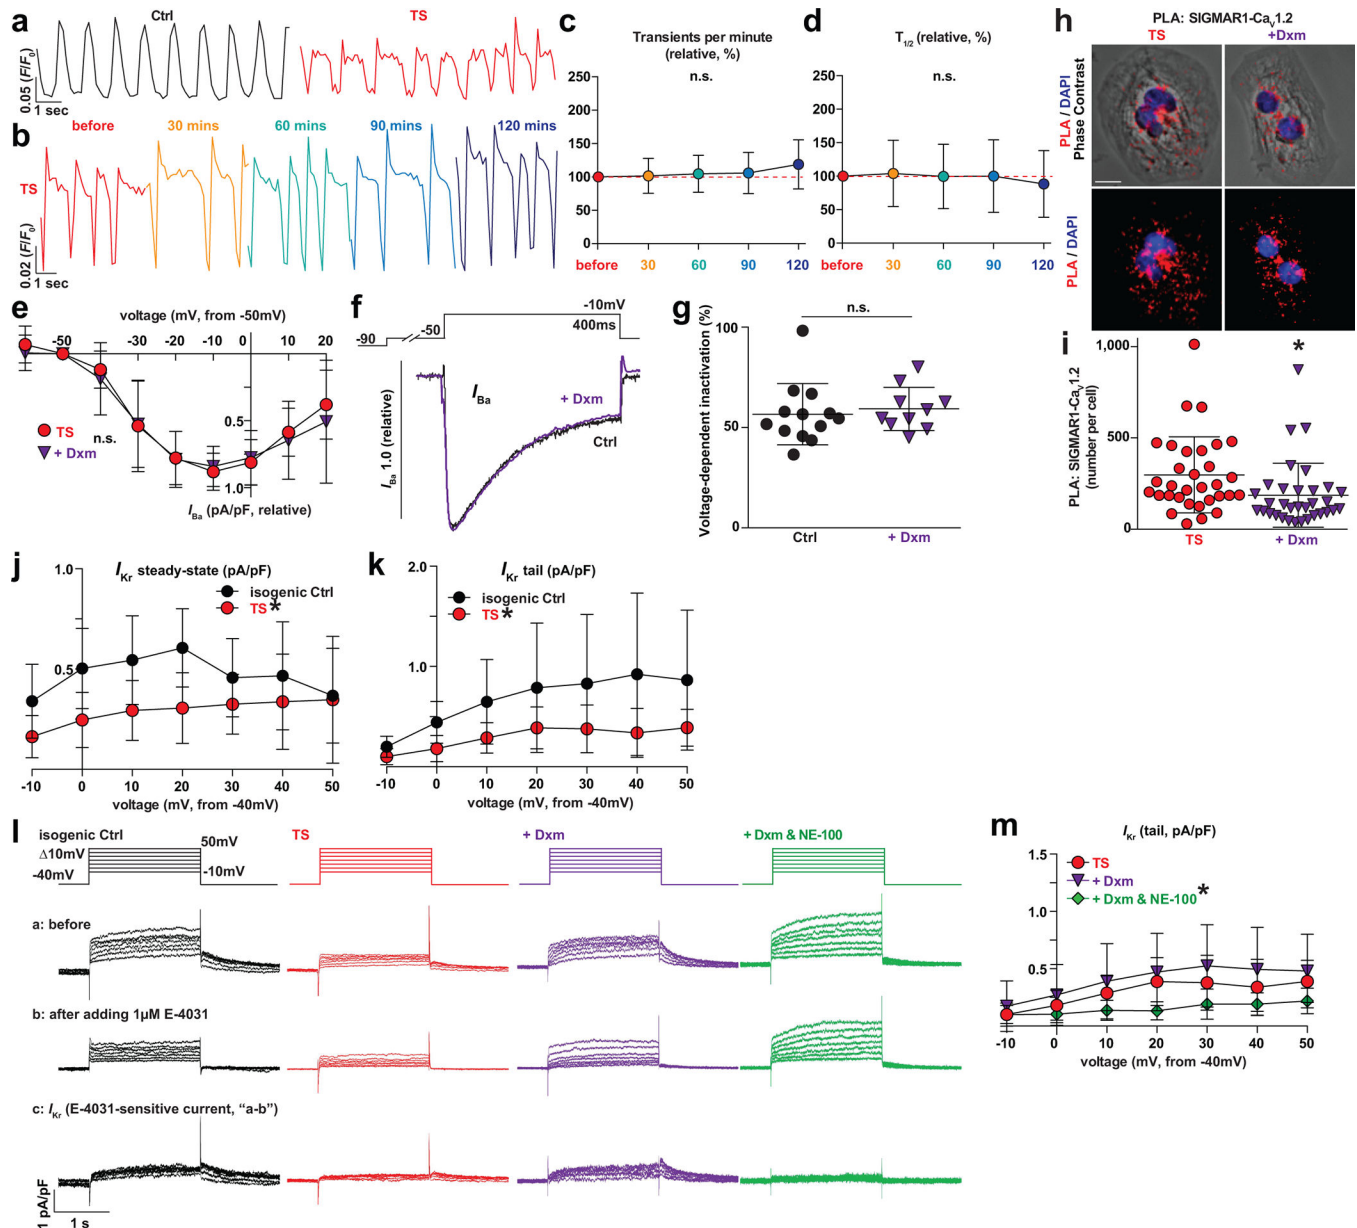 a
Ctrl
TS
0.05 (F/F0)
1 sec
b
before
30 mins
60 mins
90 mins
120 mins
TS
0.02 (F/F0)
1 sec
c
Transients per minute
(relative, %)
n.s.
250
200
150
100
50
0
before
30
60
90
120
d
T1/2 (relative, %)
n.s.
250
200
150
100
50
0
before
30
60
90
120
h
PLA: SIGMAR1-CaV1.2
TS
+Dxm
PLA / DAPI
Phase Contrast
PLA / DAPI
e
voltage (mV, from -50mV)
-50
-30
-20
-10
0
10
20
0.5
1.0
n.s.
TS
+ Dxm
IBa (pA/pF, relative)
f
-10mV
-50
400ms
-90
IBa
+ Dxm
Ctrl
IBa 1.0 (relative)
g
n.s.
Voltage-dependent inactivation (%)
100
50
0
Ctrl
+ Dxm
i
*
PLA: SIGMAR1-CaV1.2
(number per cell)
1,000
500
0
TS
+ Dxm
j
IKr steady-state (pA/pF)
isogenic Ctrl
TS *
1.0
0.5
-10
0
10
20
30
40
50
voltage (mV, from -40mV)
k
IKr tail (pA/pF)
isogenic Ctrl
TS *
2.0
1.0
-10
0
10
20
30
40
50
voltage (mV, from -40mV)
l
isogenic Ctrl
50mV
Δ10mV
-40mV
-10mV
TS
+ Dxm
+ Dxm & NE-100
a: before
b: after adding 1µM E-4031
c: IKr (E-4031-sensitive current, “a-b”)
1 pA/pF
1 s
m
IKr (tail, pA/pF)
TS
+ Dxm
+ Dxm & NE-100 *
1.5
1.0
0.5
-10
0
10
20
30
40
50
voltage (mV, from -40mV)